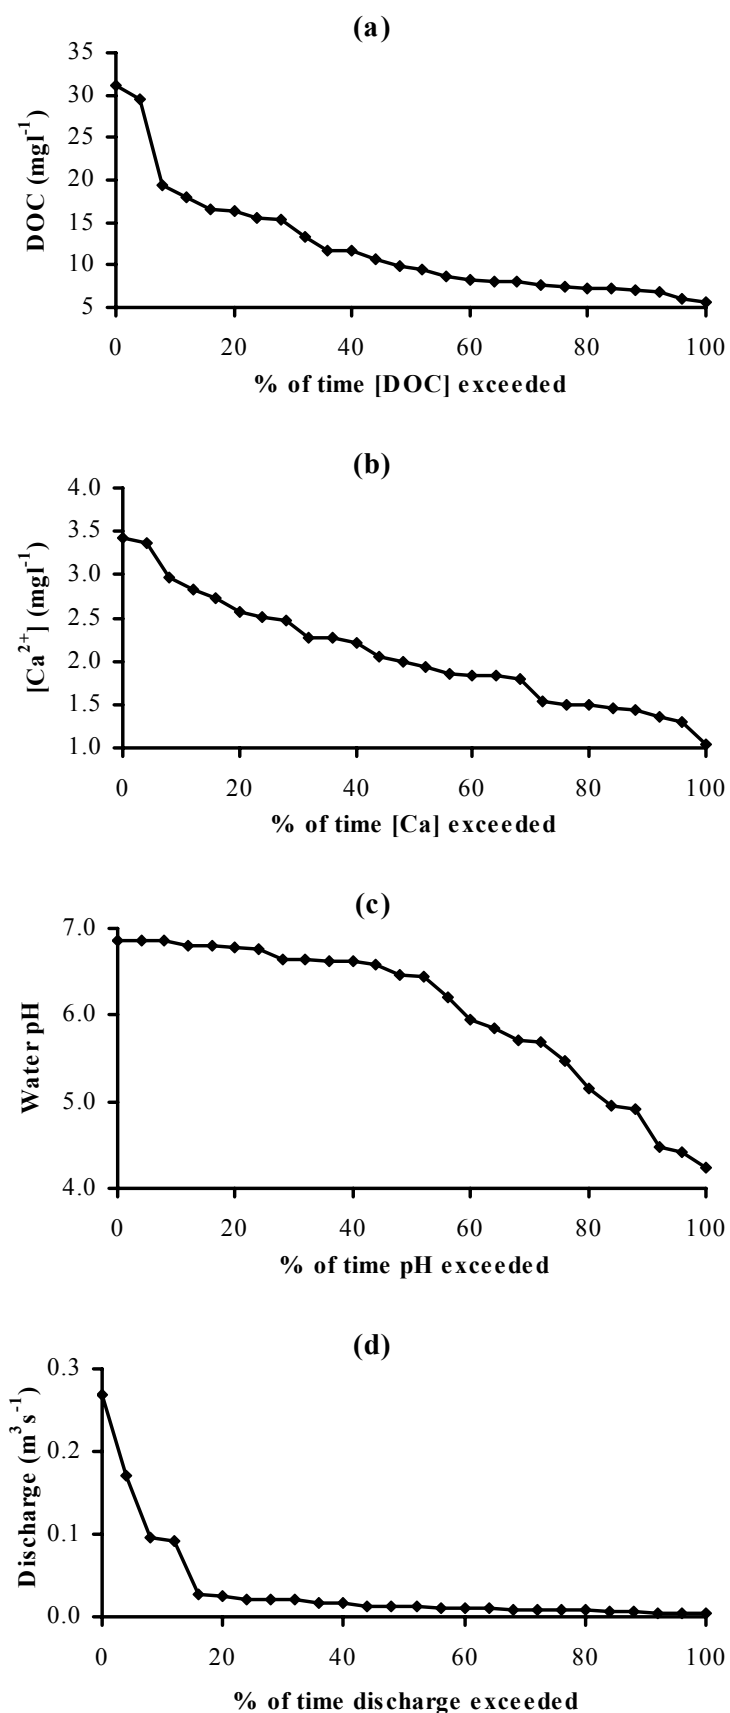 (a)
35
30
25
20
15
10
5
DOC (mgl⁻¹)
0 20 40 60 80 100
% of time [DOC] exceeded
(b)
4.0
3.5
3.0
2.5
2.0
1.5
1.0
[Ca²⁺] (mgl⁻¹)
0 20 40 60 80 100
% of time [Ca] exceeded
(c)
7.0
6.0
5.0
4.0
Water pH
0 20 40 60 80 100
% of time pH exceeded
(d)
0.3
0.2
0.1
0.0
Discharge (m³s⁻¹)
0 20 40 60 80 100
% of time discharge exceeded